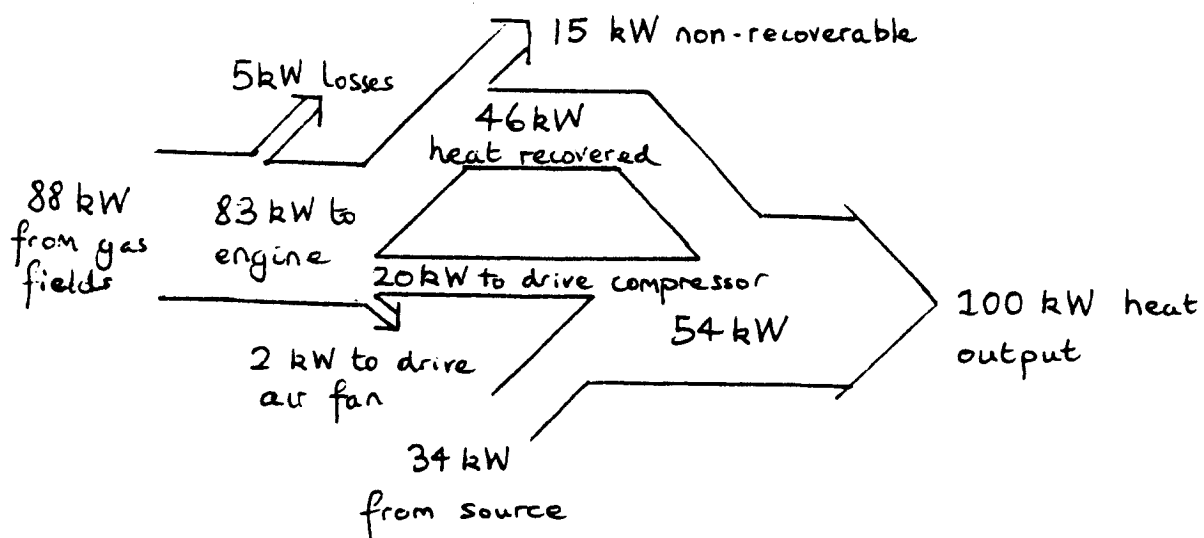 15 kW non-recoverable
5kW losses
46kW
heat recovered
88 kW
from gas
fields
83 kW to
engine
20kW to drive compressor
54 kW
100 kW heat
output
2 kW to drive
air fan
34 kW
from source